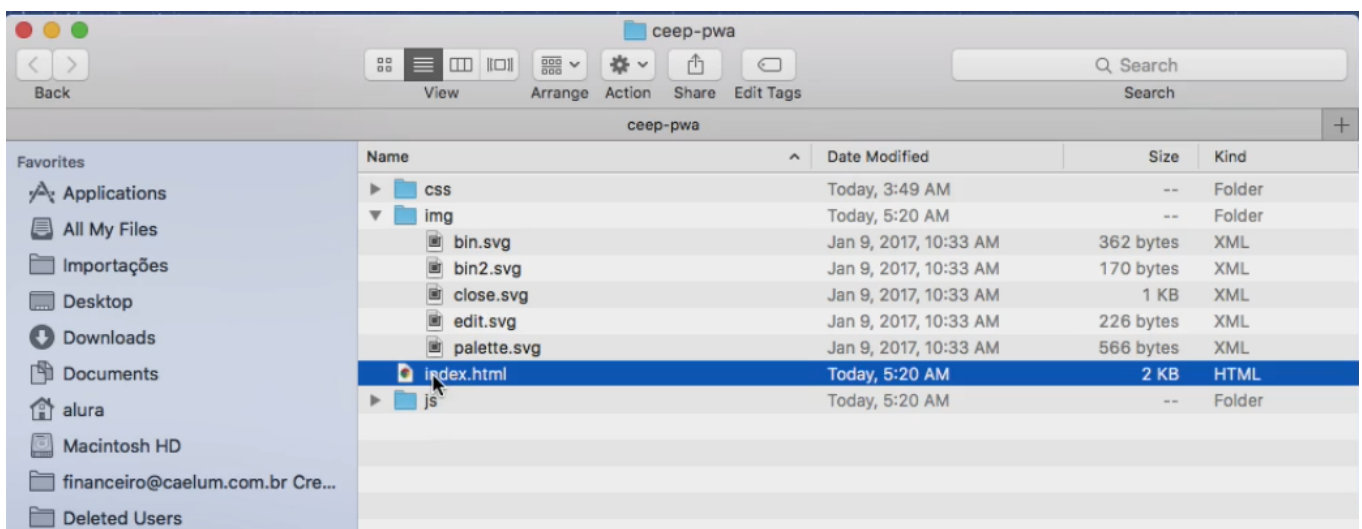 ceep-pwa
Back
View
Arrange
Action
Share
Edit Tags
Search
Search
ceep-pwa
Favorites
Applications
All My Files
Importações
Desktop
Downloads
Documents
alura
Macintosh HD
financeiro@caelum.com.br Cre...
Deleted Users
Name Date Modified Size Kind
css Today, 3:49 AM -- Folder
img Today, 5:20 AM -- Folder
bin.svg Jan 9, 2017, 10:33 AM 362 bytes XML
bin2.svg Jan 9, 2017, 10:33 AM 170 bytes XML
close.svg Jan 9, 2017, 10:33 AM 1 KB XML
edit.svg Jan 9, 2017, 10:33 AM 226 bytes XML
palette.svg Jan 9, 2017, 10:33 AM 566 bytes XML
index.html Today, 5:20 AM 2 KB HTML
js Today, 5:20 AM -- Folder